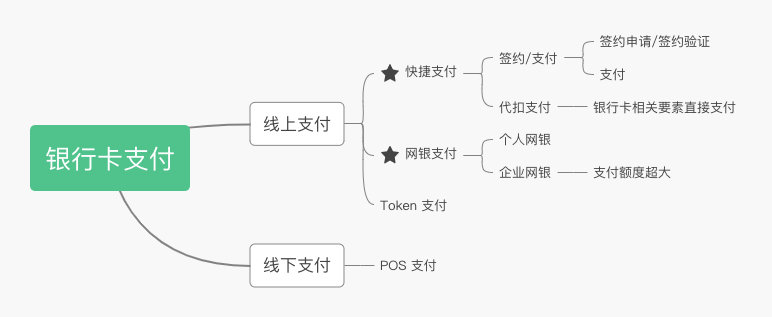 银行卡支付
线上支付
快捷支付
签约/支付
签约申请/签约验证
支付
代扣支付
银行卡相关要素直接支付
网银支付
个人网银
企业网银
支付额度超大
Token 支付
线下支付
POS 支付